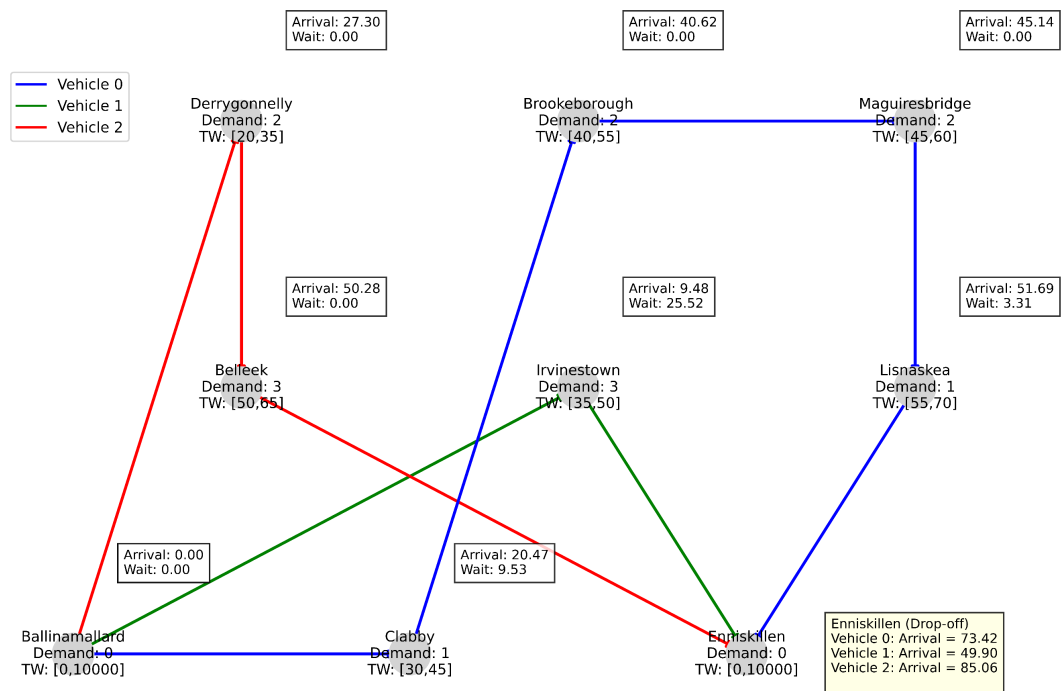 Arrival: 27.30
Wait: 0.00
Arrival: 40.62
Wait: 0.00
Arrival: 45.14
Wait: 0.00
Vehicle 0
Vehicle 1
Vehicle 2
Derrygonnelly
Demand: 2
TW: [20,35]
Brookeborough
Demand: 2
TW: [40,55]
Maguiresbridge
Demand: 2
TW: [45,60]
Arrival: 50.28
Wait: 0.00
Arrival: 9.48
Wait: 25.52
Arrival: 51.69
Wait: 3.31
Belleek
Demand: 3
TW: [50,65]
Irvinestown
Demand: 3
TW: [35,50]
Lisnaskea
Demand: 1
TW: [55,70]
Arrival: 0.00
Wait: 0.00
Arrival: 20.47
Wait: 9.53
Ballinamallard
Demand: 0
TW: [0,10000]
Clabby
Demand: 1
TW: [30,45]
Enniskillen
Demand: 0
TW: [0,10000]
Enniskillen (Drop-off)
Vehicle 0: Arrival = 73.42
Vehicle 1: Arrival = 49.90
Vehicle 2: Arrival = 85.06